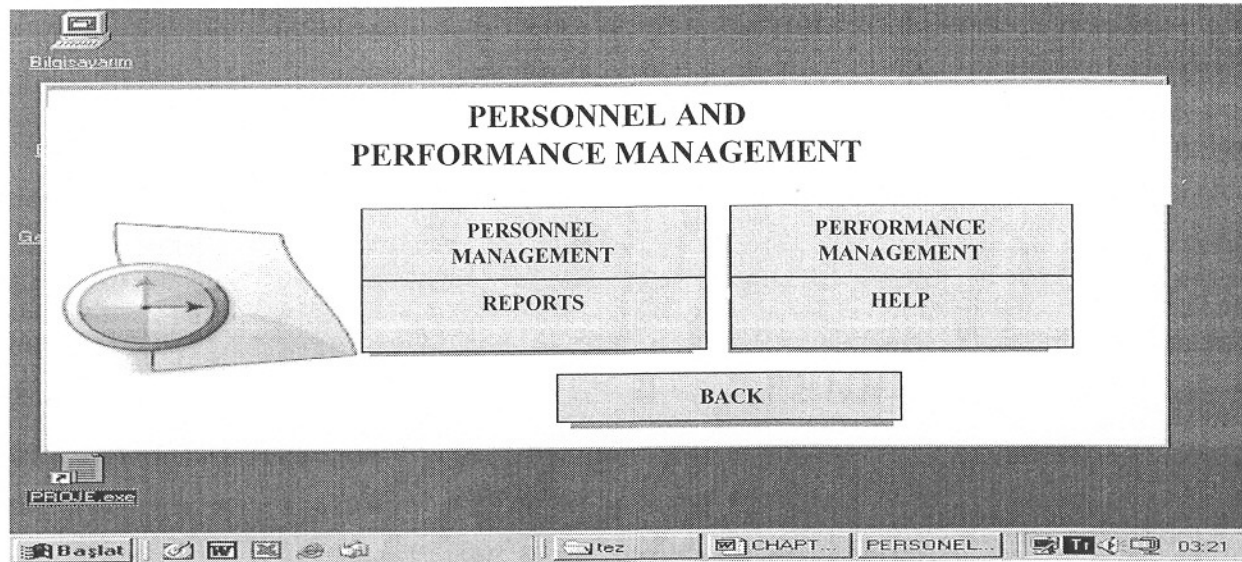 Bilgisayarım
PERSONNEL AND
PERFORMANCE MANAGEMENT
PERSONNEL
MANAGEMENT
PERFORMANCE
MANAGEMENT
REPORTS
HELP
BACK
PROJE.exe
Başlat
tez
CHAPT...
PERSONEL...
Tr
03:21